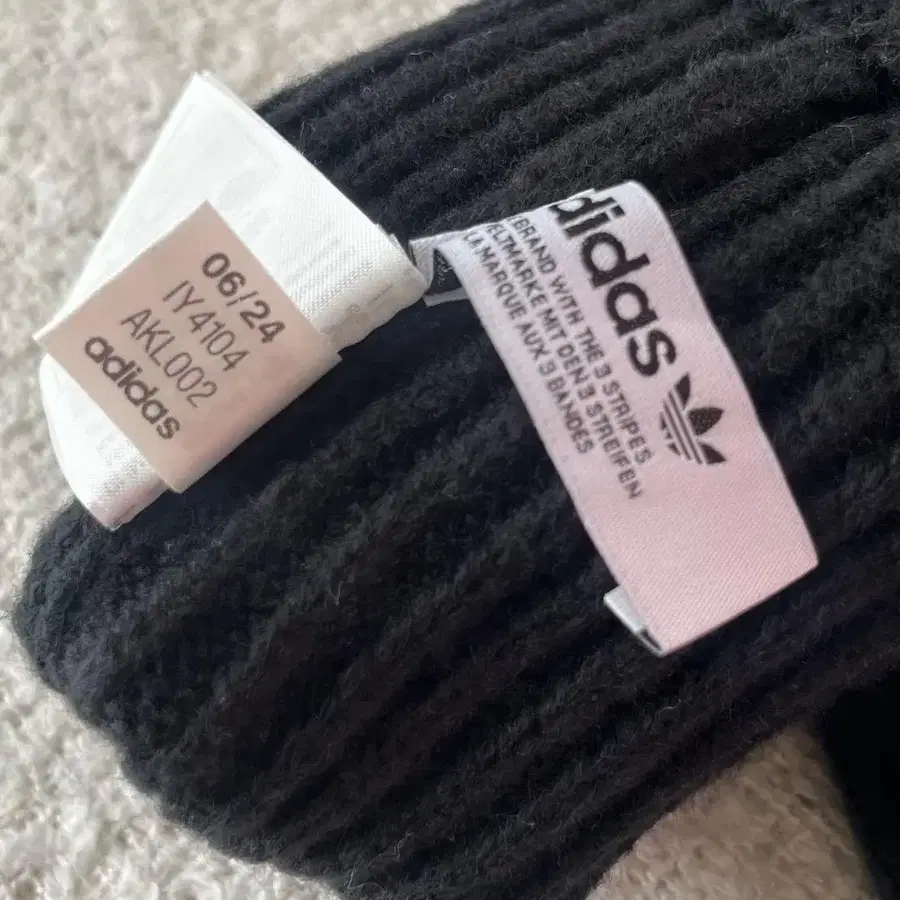 06/24
IY4104
AKL002
adidas
adidas
BRAND WITH THE 3 STRIPES
ELTMARKE MIT DEN 3 STREIFEN
LA MARQUE AUX 3 BANDES